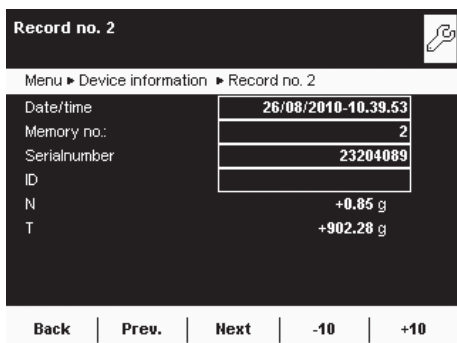 Record no. 2
Menu ▸ Device information ▸ Record no. 2
Date/time 26/08/2010-10.39.53
Memory no.: 2
Serialnumber 23204089
ID
N +0.85 g
T +902.28 g
Back Prev. Next -10 +10